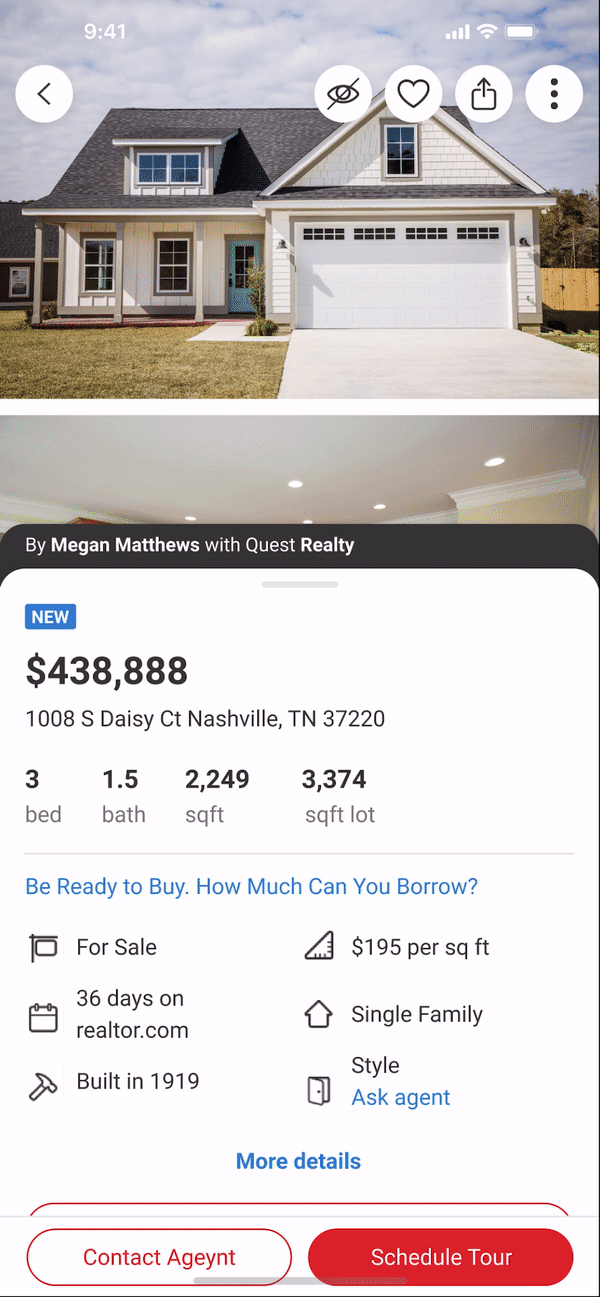 9:41
By Megan Matthews with Quest Realty
NEW
$438,888
1008 S Daisy Ct Nashville, TN 37220
3 1.5 2,249 3,374
bed bath sqft sqft lot
Be Ready to Buy. How Much Can You Borrow?
For Sale
$195 per sq ft
36 days on
realtor.com
Single Family
Built in 1919
Style
Ask agent
More details
Contact Ageynt
Schedule Tour